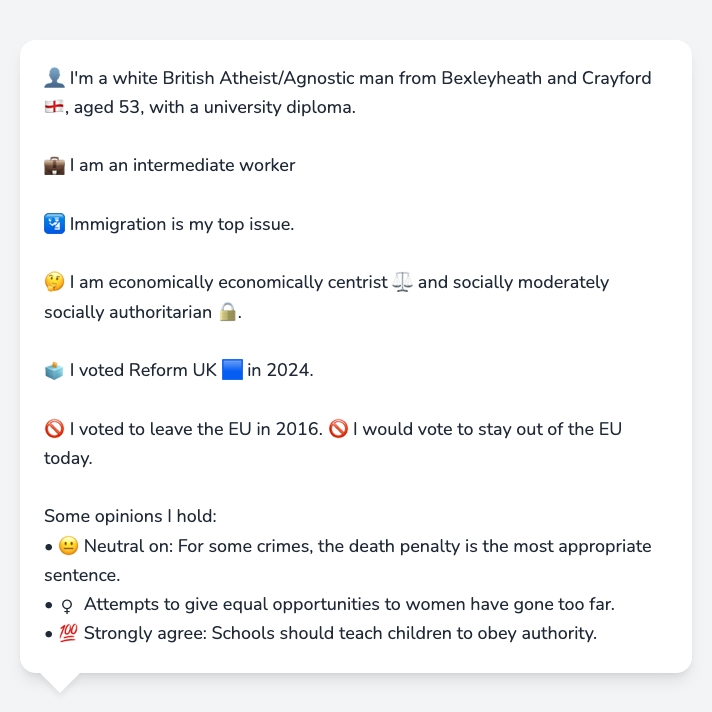 👤 I'm a white British Atheist/Agnostic man from Bexleyheath and Crayford
🏴󠁧󠁢󠁥󠁮󠁧󠁿, aged 53, with a university diploma.
💼 I am an intermediate worker
🛂 Immigration is my top issue.
🤔 I am economically economically centrist ⚖️ and socially moderately
socially authoritarian 🔒.
🗳️ I voted Reform UK 🟦 in 2024.
🚫 I voted to leave the EU in 2016. 🚫 I would vote to stay out of the EU
today.
Some opinions I hold:
• 😐 Neutral on: For some crimes, the death penalty is the most appropriate
sentence.
• ♀ Attempts to give equal opportunities to women have gone too far.
• 💯 Strongly agree: Schools should teach children to obey authority.